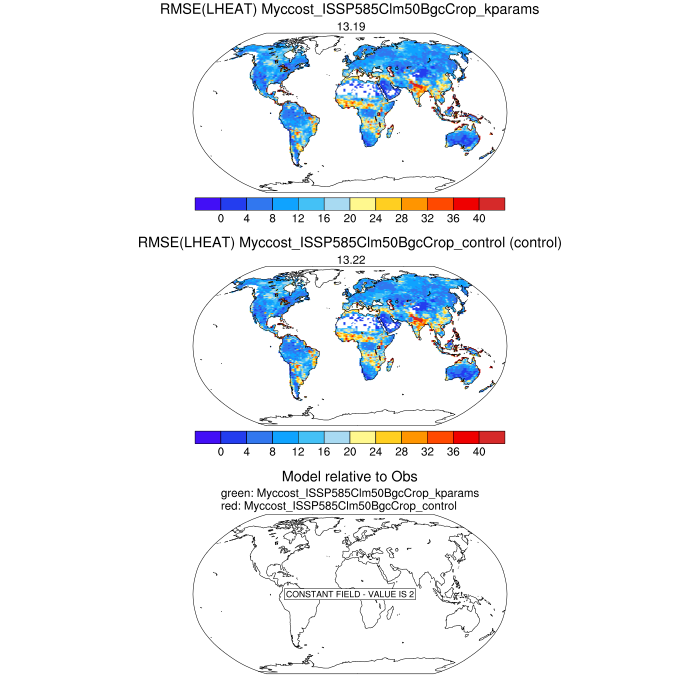 RMSE(LHEAT) Myccost_ISSP585Clm50BgcCrop_kparams
13.19
0 4 8 12 16 20 24 28 32 36 40
RMSE(LHEAT) Myccost_ISSP585Clm50BgcCrop_control (control)
13.22
0 4 8 12 16 20 24 28 32 36 40
Model relative to Obs
green: Myccost_ISSP585Clm50BgcCrop_kparams
red: Myccost_ISSP585Clm50BgcCrop_control
CONSTANT FIELD - VALUE IS 2